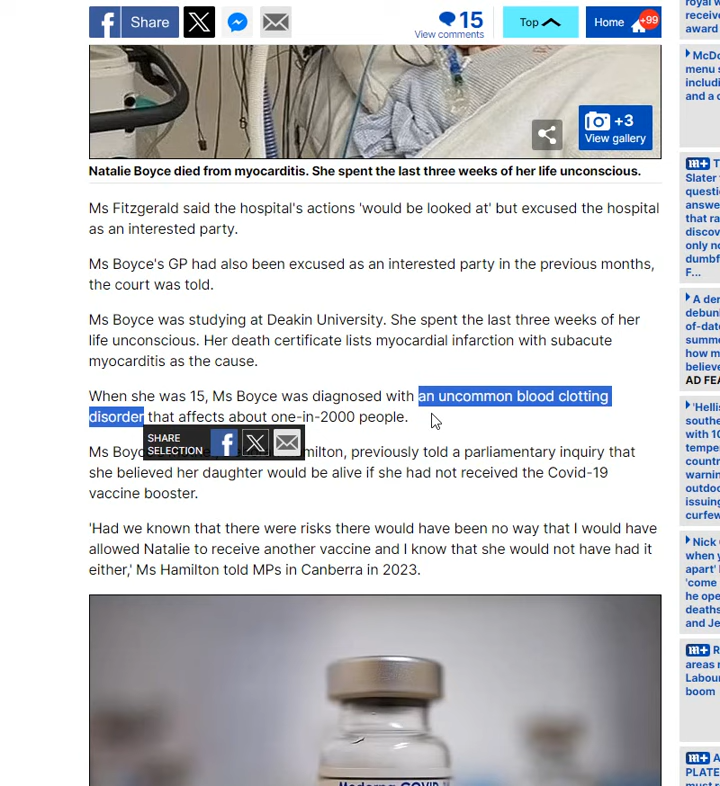 Share
15
View comments
Top
Home
+99
+3
View gallery
Natalie Boyce died from myocarditis. She spent the last three weeks of her life unconscious.
Ms Fitzgerald said the hospital's actions 'would be looked at' but excused the hospital
as an interested party.
Ms Boyce's GP had also been excused as an interested party in the previous months,
the court was told.
Ms Boyce was studying at Deakin University. She spent the last three weeks of her
life unconscious. Her death certificate lists myocardial infarction with subacute
myocarditis as the cause.
When she was 15, Ms Boyce was diagnosed with an uncommon blood clotting
disorder that affects about one-in-2000 people.
SHARE
SELECTION
Ms Boyc milton, previously told a parliamentary inquiry that
she believed her daughter would be alive if she had not received the Covid-19
vaccine booster.
'Had we known that there were risks there would have been no way that I would have
allowed Natalie to receive another vaccine and I know that she would not have had it
either,' Ms Hamilton told MPs in Canberra in 2023.
royal w
receive
award
McDo
menu s
includi
and a c
m+ T
Slater
questi
answe
that ra
discov
only no
dumbf
F...
A der
debun
of-dat
summe
how m
believe
AD FEA
'Hellis
southe
with 10
temper
countr
warnin
outdoo
issuing
curfew
Nick
when y
apart'
'come
he ope
deaths
and Je
m+ R
areas r
Labour
boom
m+ A
PLATE